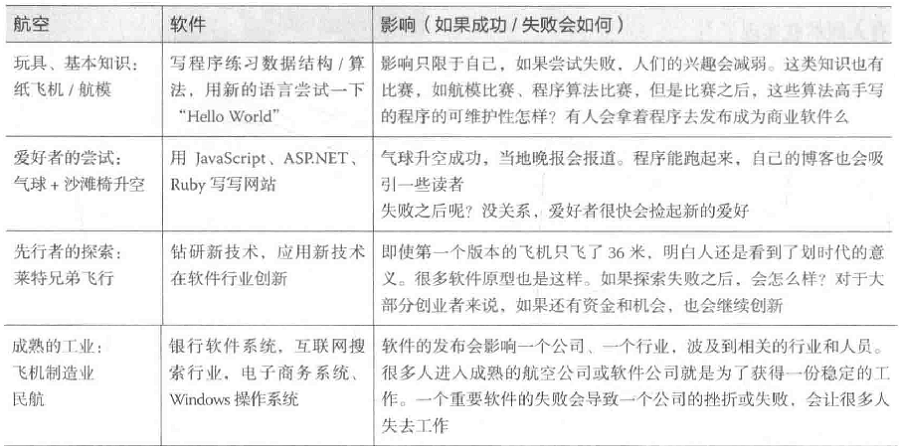 航空 软件 影响（如果成功/失败会如何）
玩具、基本知识：
纸飞机/航模
写程序练习数据结构/算
法，用新的语言尝试一下
“Hello World”
影响只限于自己，如果尝试失败，人们的兴趣会减弱。这类知识也有
比赛，如航模比赛、程序算法比赛，但是比赛之后，这些算法高手写
的程序的可维护性怎样？有人会拿着程序去发布成为商业软件么
爱好者的尝试：
气球+沙滩椅升空
用 JavaScript、ASP.NET、
Ruby 写写网站
气球升空成功，当地晚报会报道。程序能跑起来，自己的博客也会吸
引一些读者
失败之后呢？没关系，爱好者很快会捡起新的爱好
先行者的探索：
莱特兄弟飞行
钻研新技术，应用新技术
在软件行业创新
即使第一个版本的飞机只飞了 36 米，明白人还是看到了划时代的意
义。很多软件原型也是这样。如果探索失败之后，会怎么样？对于大
部分创业者来说，如果还有资金和机会，也会继续创新
成熟的工业：
飞机制造业
民航
银行软件系统，互联网搜
索行业，电子商务系统、
Windows 操作系统
软件的发布会影响一个公司、一个行业，波及到相关的行业和人员。
很多人进入成熟的航空公司或软件公司就是为了获得一份稳定的工
作。一个重要软件的失败会导致一个公司的挫折或失败，会让很多人
失去工作